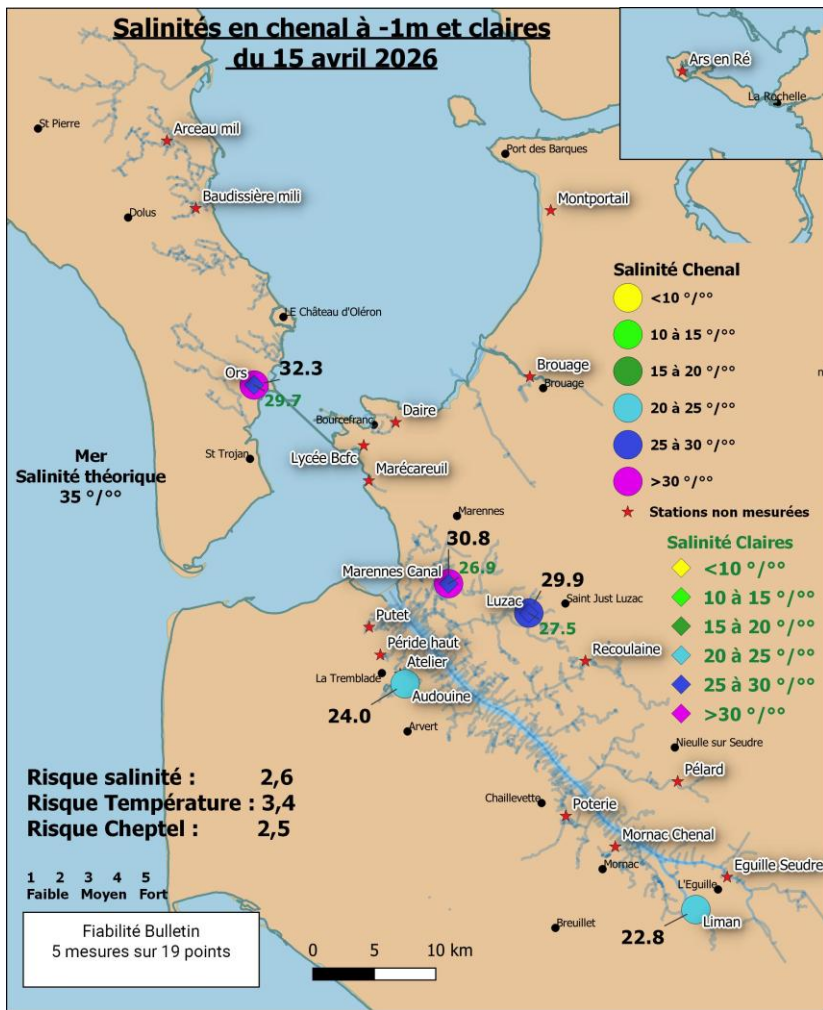 Salinités en chenal à -1m et claires
du 15 avril 2026
Ars en Ré
La Rochelle
St Pierre
Arceau mil
Port des Barques
Baudissière mili
Dolus
Montportail
Salinité Chenal
<10 °/°°
10 à 15 °/°°
15 à 20 °/°°
20 à 25 °/°°
25 à 30 °/°°
>30 °/°°
Stations non mesurées
LE Château d'Oléron
Ors
32.3
29.7
Brouage
Brouage
Daire
Bourcefranc
Lycée Bcfc
Marécareuil
St Trojan
Mer
Salinité théorique
35 °/°°
Marennes
Salinité Claires
<10 °/°°
10 à 15 °/°°
15 à 20 °/°°
20 à 25 °/°°
25 à 30 °/°°
>30 °/°°
30.8
26.9
Marennes Canal
29.9
Luzac
27.5
Saint Just Luzac
Putet
Péride haut
Recoulaine
Atelier
La Tremblade
Audouine
24.0
Arvert
Nieulle sur Seudre
Pélard
Risque salinité : 2,6
Risque Température : 3,4
Risque Cheptel : 2,5
Chaillevette
Poterie
Mornac Chenal
Mornac
Eguille Seudre
L'Eguille
Liman
22.8
Breuillet
1 2 3 4 5
Faible Moyen Fort
Fiabilité Bulletin
5 mesures sur 19 points
0 5 10 km